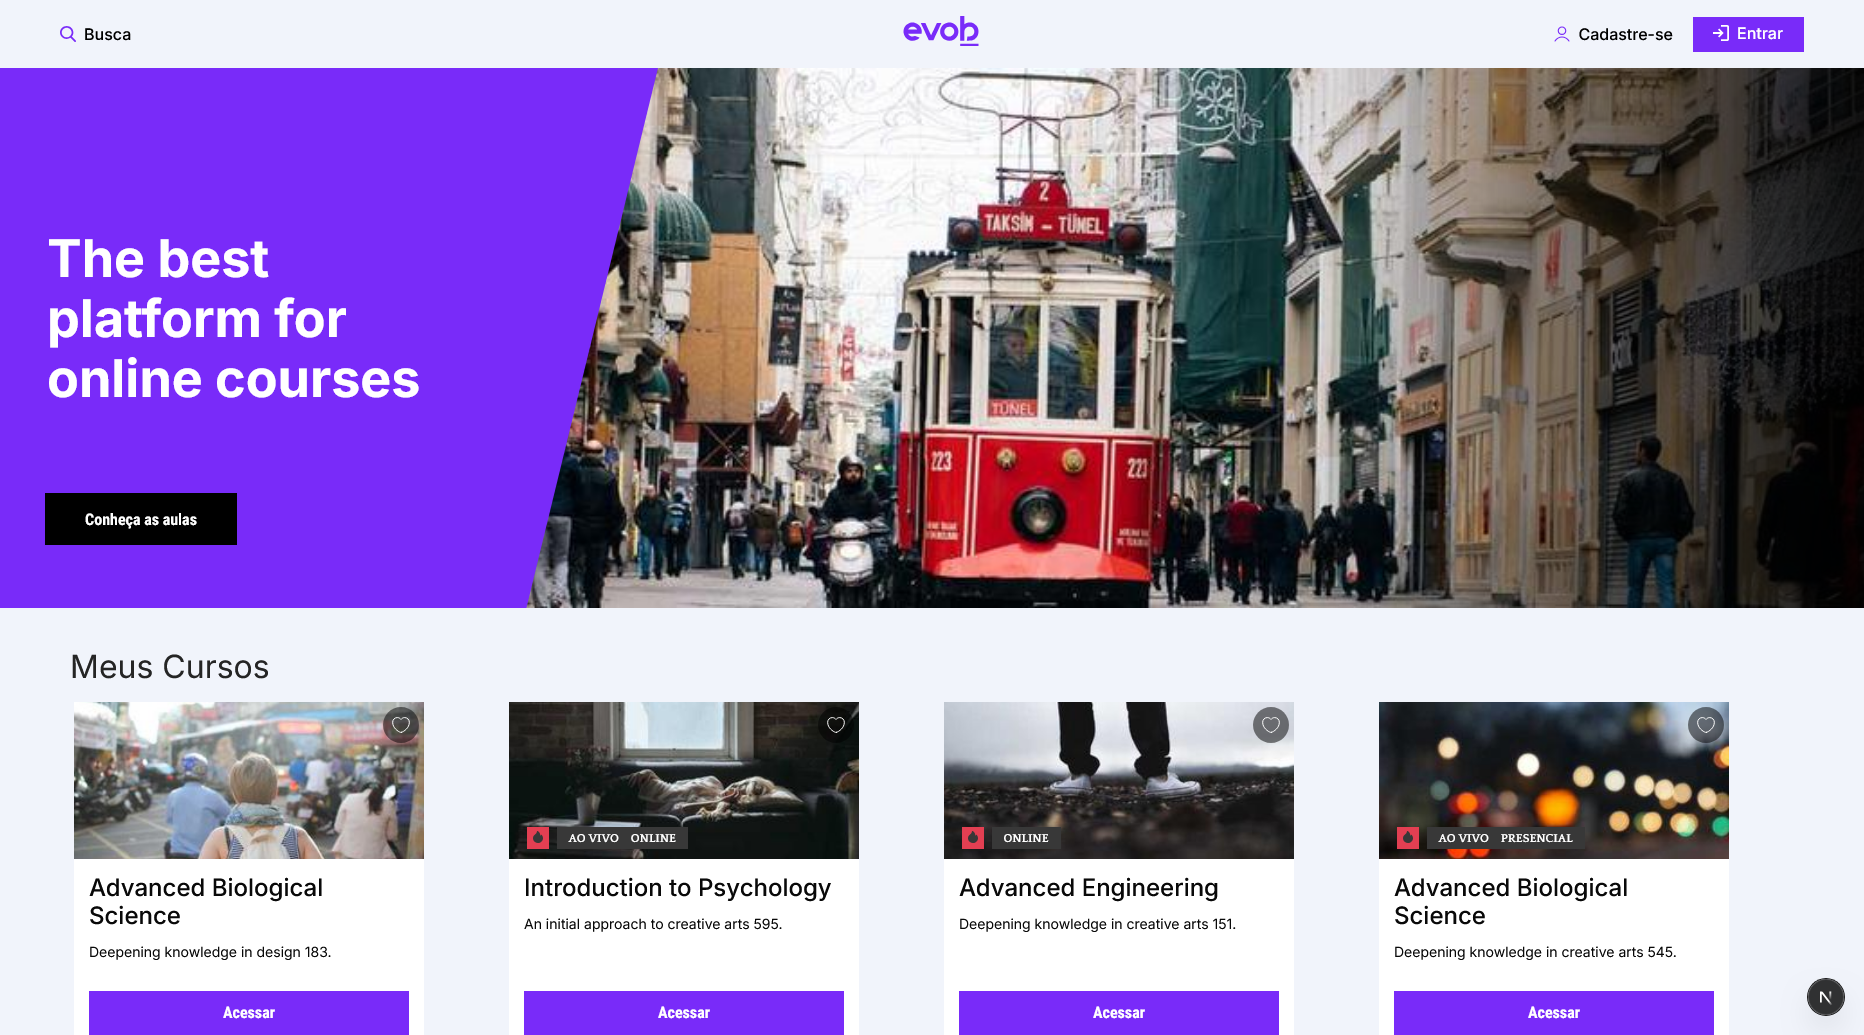 Busca
evob
Cadastre-se
Entrar
2
TAKSİM – TÜNEL
TÜNEL
223
223
The best
platform for
online courses
Conheça as aulas
Meus Cursos
Advanced Biological
Science
Deepening knowledge in design 183.
Acessar
AO VIVO ONLINE
Introduction to Psychology
An initial approach to creative arts 595.
Acessar
ONLINE
Advanced Engineering
Deepening knowledge in creative arts 151.
Acessar
AO VIVO PRESENCIAL
Advanced Biological
Science
Deepening knowledge in creative arts 545.
Acessar
N